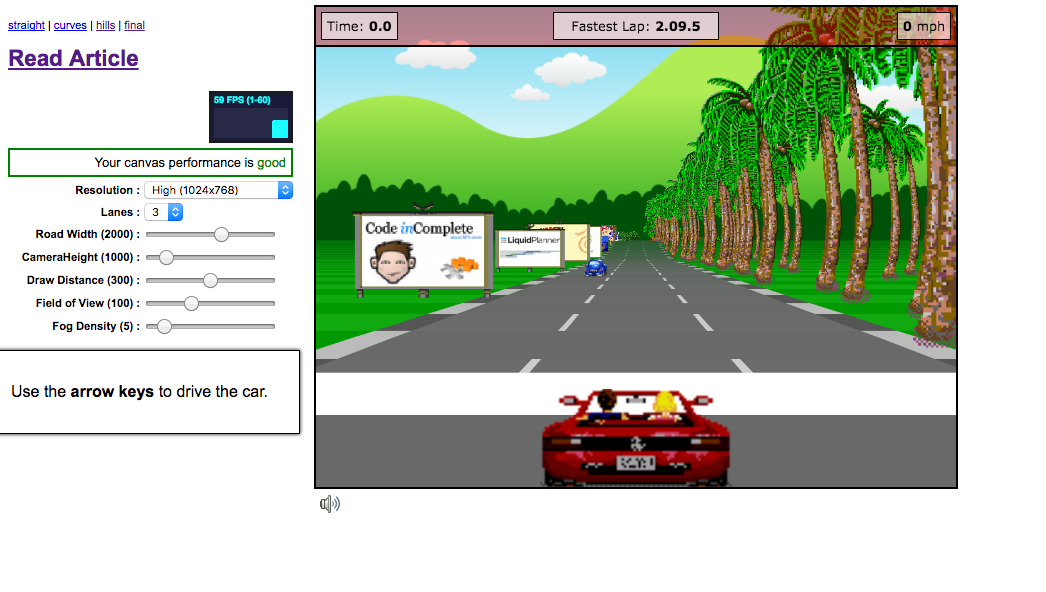 straight | curves | hills | final
Read Article
59 FPS (1-60)
Your canvas performance is good
Resolution : High (1024x768)
Lanes : 3
Road Width (2000) :
CameraHeight (1000) :
Draw Distance (300) :
Field of View (100) :
Fog Density (5) :
Use the arrow keys to drive the car.
Time: 0.0
Fastest Lap: 2.09.5
0 mph
Code inComplete
LiquidPlanner